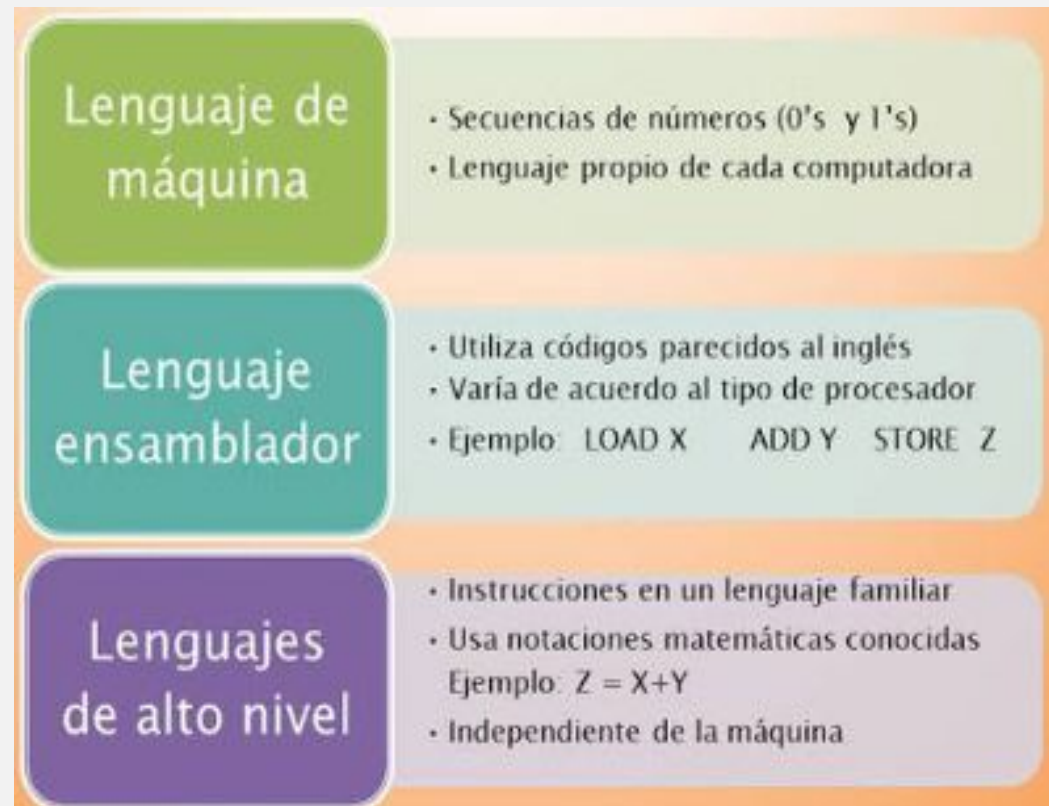 Lenguaje de
máquina
• Secuencias de números (0's y 1's)
• Lenguaje propio de cada computadora
Lenguaje
ensamblador
• Utiliza códigos parecidos al inglés
• Varía de acuerdo al tipo de procesador
• Ejemplo: LOAD X ADD Y STORE Z
Lenguajes
de alto nivel
• Instrucciones en un lenguaje familiar
• Usa notaciones matemáticas conocidas
Ejemplo: Z = X+Y
• Independiente de la máquina